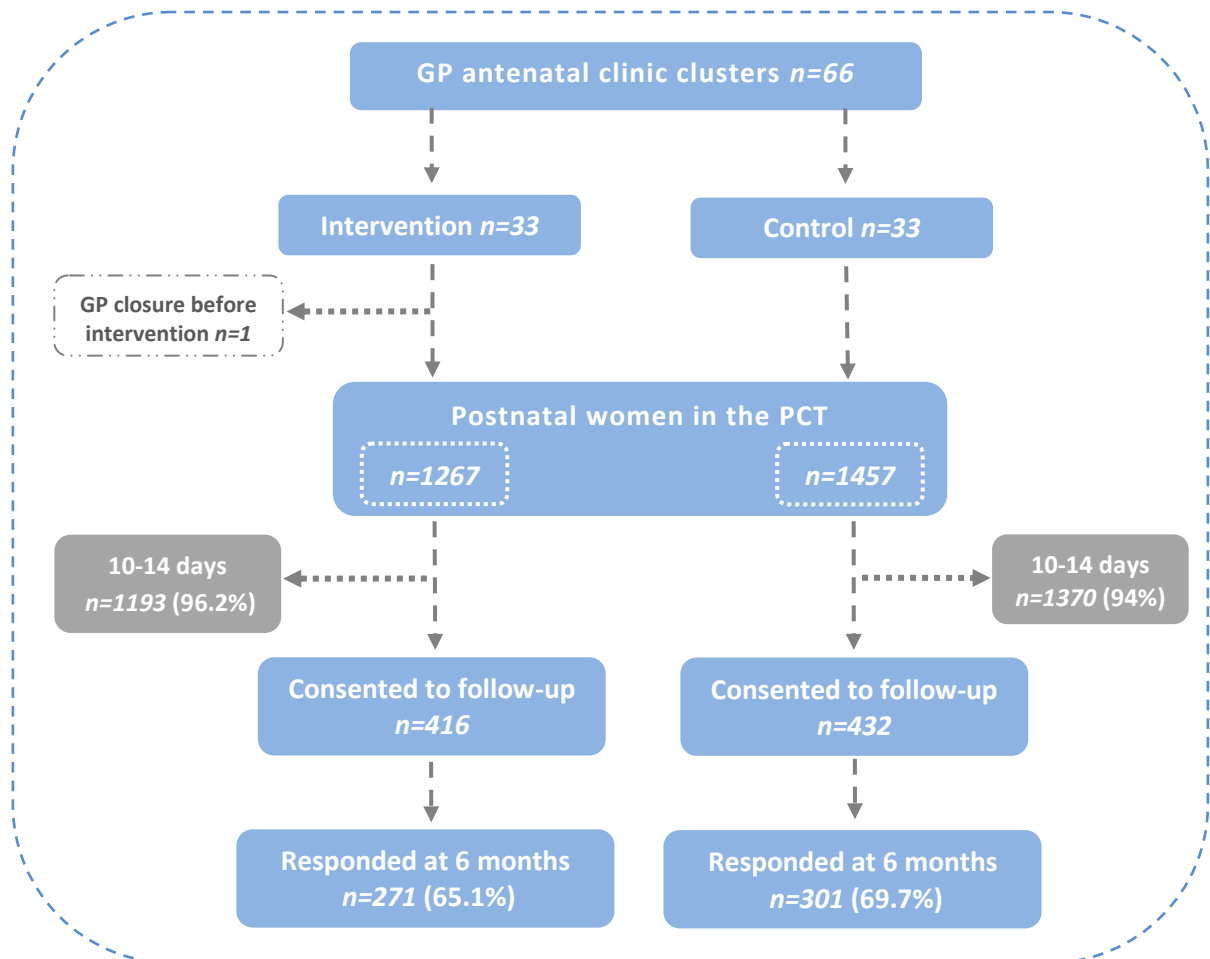 GP antenatal clinic clusters n=66
Intervention n=33
Control n=33
GP closure before
intervention n=1
Postnatal women in the PCT
n=1267
n=1457
10-14 days
n=1193 (96.2%)
10-14 days
n=1370 (94%)
Consented to follow-up
n=416
Consented to follow-up
n=432
Responded at 6 months
n=271 (65.1%)
Responded at 6 months
n=301 (69.7%)